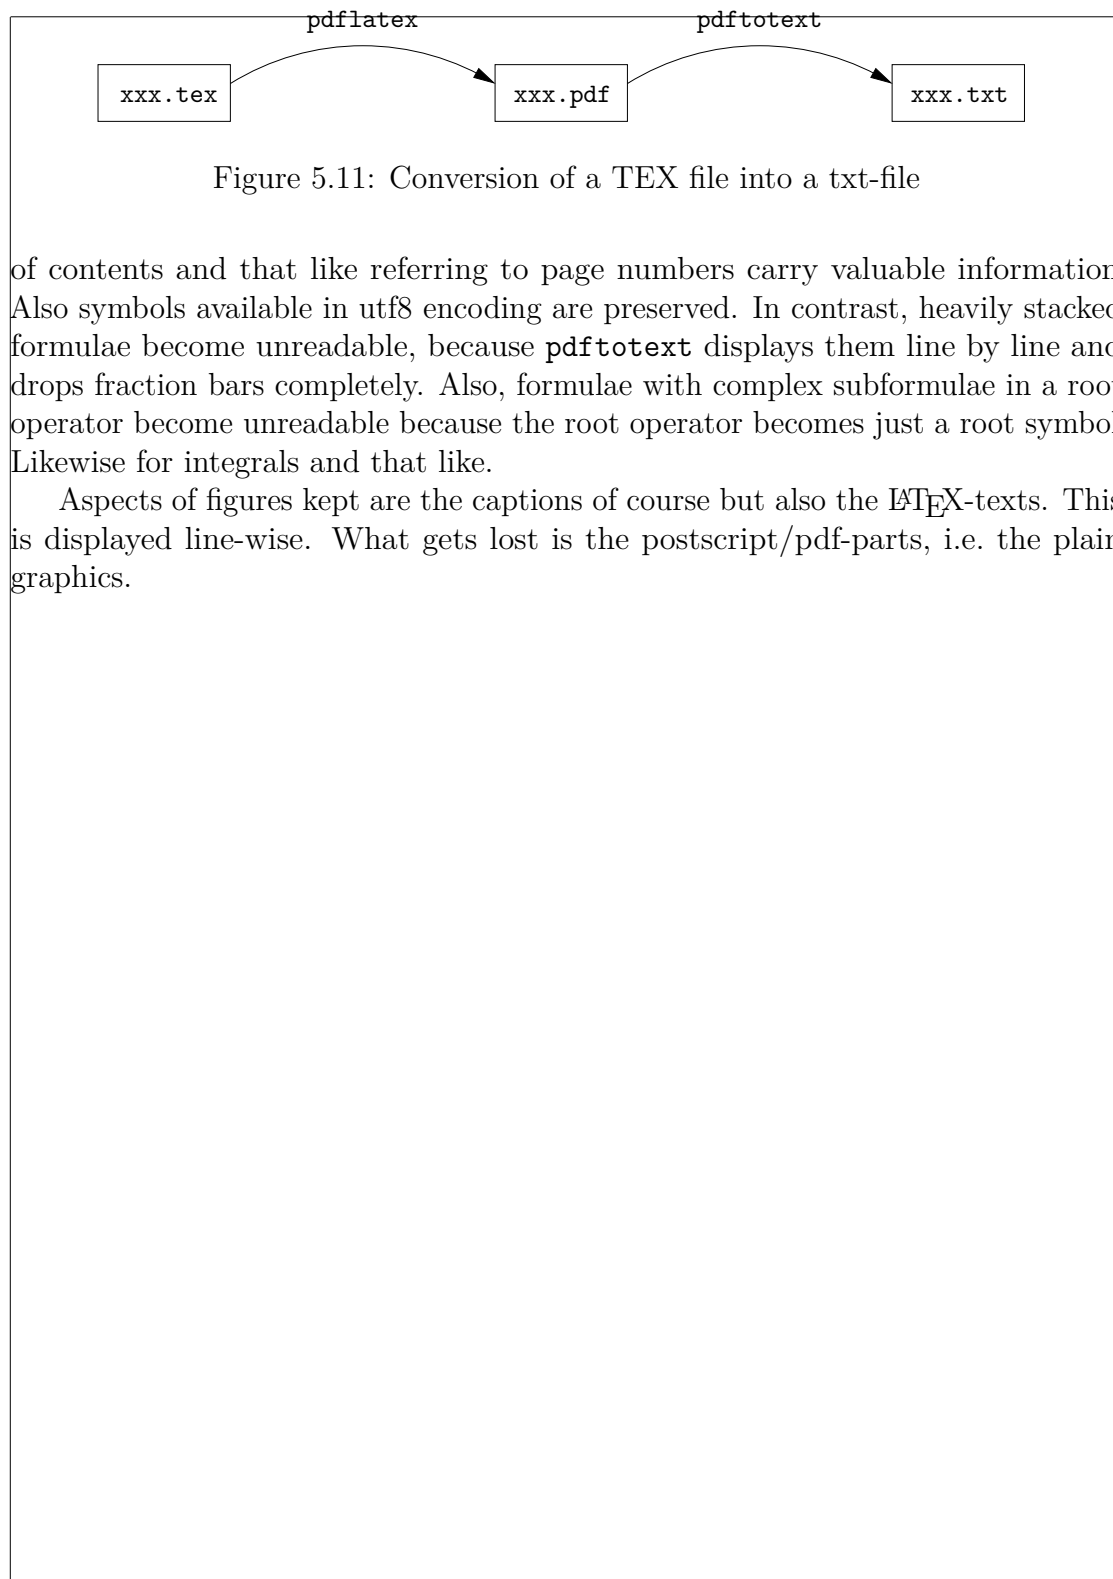 pdflatex pdftotext
xxx.tex xxx.pdf xxx.txt
Figure 5.11: Conversion of a TEX file into a txt-file
of contents and that like referring to page numbers carry valuable information
Also symbols available in utf8 encoding are preserved. In contrast, heavily stacked
formulae become unreadable, because pdftotext displays them line by line and
drops fraction bars completely. Also, formulae with complex subformulae in a root
operator become unreadable because the root operator becomes just a root symbol
Likewise for integrals and that like.
Aspects of figures kept are the captions of course but also the LATEX-texts. This
is displayed line-wise. What gets lost is the postscript/pdf-parts, i.e. the plain
graphics.